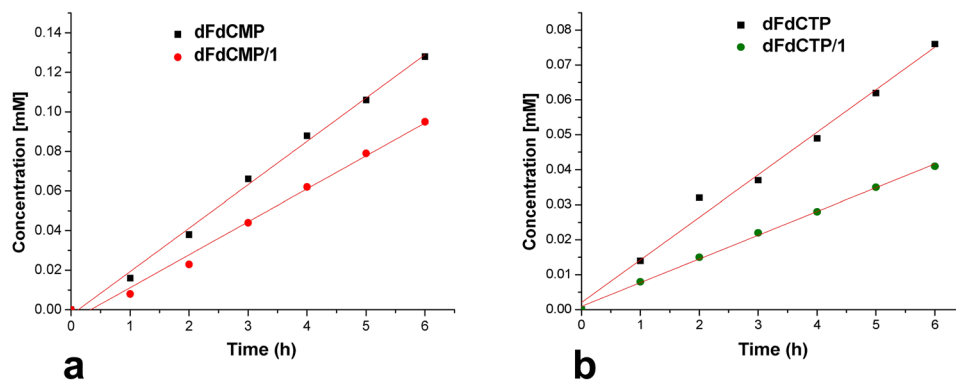 dFdCMP
dFdCMP/1
0.14
0.12
0.10
0.08
0.06
0.04
0.02
0.00
Concentration [mM]
0 1 2 3 4 5 6
Time (h)
a
dFdCTP
dFdCTP/1
0.08
0.07
0.06
0.05
0.04
0.03
0.02
0.01
0.00
Concentration [mM]
0 1 2 3 4 5 6
Time (h)
b